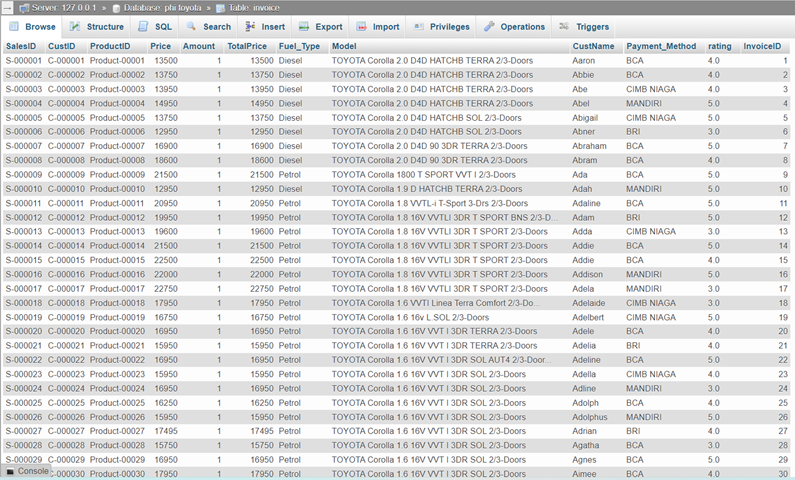 Server: 127.0.0.1 » Database: phi toyota » Table: invoice
Browse Structure SQL Search Insert Export Import Privileges Operations Triggers
SalesID CustID ProductID Price Amount TotalPrice Fuel_Type Model CustName Payment_Method rating InvoiceID
S-000001 C-000001 Product-00001 13500 1 13500 Diesel TOYOTA Corolla 2.0 D4D HATCHB TERRA 2/3-Doors Aaron BCA 4.0 1
S-000002 C-000002 Product-00002 13750 1 13750 Diesel TOYOTA Corolla 2.0 D4D HATCHB TERRA 2/3-Doors Abbie BCA 4.0 2
S-000003 C-000003 Product-00003 13950 1 13950 Diesel TOYOTA Corolla 2.0 D4D HATCHB TERRA 2/3-Doors Abe CIMB NIAGA 4.0 3
S-000004 C-000004 Product-00004 14950 1 14950 Diesel TOYOTA Corolla 2.0 D4D HATCHB TERRA 2/3-Doors Abel MANDIRI 5.0 4
S-000005 C-000005 Product-00005 13750 1 13750 Diesel TOYOTA Corolla 2.0 D4D HATCHB SOL 2/3-Doors Abigail CIMB NIAGA 5.0 5
S-000006 C-000006 Product-00006 12950 1 12950 Diesel TOYOTA Corolla 2.0 D4D HATCHB SOL 2/3-Doors Abner BRI 3.0 6
S-000007 C-000007 Product-00007 16900 1 16900 Diesel TOYOTA Corolla 2.0 D4D 90 3DR TERRA 2/3-Doors Abraham BCA 5.0 7
S-000008 C-000008 Product-00008 18600 1 18600 Diesel TOYOTA Corolla 2.0 D4D 90 3DR TERRA 2/3-Doors Abram BCA 4.0 8
S-000009 C-000009 Product-00009 21500 1 21500 Petrol TOYOTA Corolla 1800 T SPORT VVT I 2/3-Doors Ada BCA 5.0 9
S-000010 C-000010 Product-00010 12950 1 12950 Diesel TOYOTA Corolla 1.9 D HATCHB TERRA 2/3-Doors Adah MANDIRI 5.0 10
S-000011 C-000011 Product-00011 20950 1 20950 Petrol TOYOTA Corolla 1.8 VVTL-i T-Sport 3-Drs 2/3-Doors Adaline BCA 5.0 11
S-000012 C-000012 Product-00012 19950 1 19950 Petrol TOYOTA Corolla 1.8 16V VVTLI 3DR T SPORT BNS 2/3-D... Adam BRI 5.0 12
S-000013 C-000013 Product-00013 19600 1 19600 Petrol TOYOTA Corolla 1.8 16V VVTLI 3DR T SPORT 2/3-Doors Adda CIMB NIAGA 3.0 13
S-000014 C-000014 Product-00014 21500 1 21500 Petrol TOYOTA Corolla 1.8 16V VVTLI 3DR T SPORT 2/3-Doors Addie BCA 5.0 14
S-000015 C-000015 Product-00015 22500 1 22500 Petrol TOYOTA Corolla 1.8 16V VVTLI 3DR T SPORT 2/3-Doors Addie BCA 4.0 15
S-000016 C-000016 Product-00016 22000 1 22000 Petrol TOYOTA Corolla 1.8 16V VVTLI 3DR T SPORT 2/3-Doors Addison MANDIRI 5.0 16
S-000017 C-000017 Product-00017 22750 1 22750 Petrol TOYOTA Corolla 1.8 16V VVTLI 3DR T SPORT 2/3-Doors Adela MANDIRI 3.0 17
S-000018 C-000018 Product-00018 17950 1 17950 Petrol TOYOTA Corolla 1.6 VVTI Linea Terra Comfort 2/3-Do... Adelaide CIMB NIAGA 3.0 18
S-000019 C-000019 Product-00019 16750 1 16750 Petrol TOYOTA Corolla 1.6 16v L.SOL 2/3-Doors Adelbert CIMB NIAGA 5.0 19
S-000020 C-000020 Product-00020 16950 1 16950 Petrol TOYOTA Corolla 1.6 16V VVT I 3DR TERRA 2/3-Doors Adele BCA 4.0 20
S-000021 C-000021 Product-00021 15950 1 15950 Petrol TOYOTA Corolla 1.6 16V VVT I 3DR TERRA 2/3-Doors Adelia BRI 4.0 21
S-000022 C-000022 Product-00022 16950 1 16950 Petrol TOYOTA Corolla 1.6 16V VVT I 3DR SOL AUT4 2/3-Door... Adeline BCA 5.0 22
S-000023 C-000023 Product-00023 15950 1 15950 Petrol TOYOTA Corolla 1.6 16V VVT I 3DR SOL 2/3-Doors Adella CIMB NIAGA 4.0 23
S-000024 C-000024 Product-00024 16950 1 16950 Petrol TOYOTA Corolla 1.6 16V VVT I 3DR SOL 2/3-Doors Adline MANDIRI 3.0 24
S-000025 C-000025 Product-00025 16250 1 16250 Petrol TOYOTA Corolla 1.6 16V VVT I 3DR SOL 2/3-Doors Adolph BCA 4.0 25
S-000026 C-000026 Product-00026 15950 1 15950 Petrol TOYOTA Corolla 1.6 16V VVT I 3DR SOL 2/3-Doors Adolphus MANDIRI 5.0 26
S-000027 C-000027 Product-00027 17495 1 17495 Petrol TOYOTA Corolla 1.6 16V VVT I 3DR SOL 2/3-Doors Adrian BRI 4.0 27
S-000028 C-000028 Product-00028 15750 1 15750 Petrol TOYOTA Corolla 1.6 16V VVT I 3DR SOL 2/3-Doors Agatha BCA 3.0 28
S-000029 C-000029 Product-00029 16950 1 16950 Petrol TOYOTA Corolla 1.6 16V VVT I 3DR SOL 2/3-Doors Agnes BCA 5.0 29
Console 000030 Product-00030 17950 1 17950 Petrol TOYOTA Corolla 1.6 16V VVT I 3DR SOL 2/3-Doors Aimee BCA 4.0 30